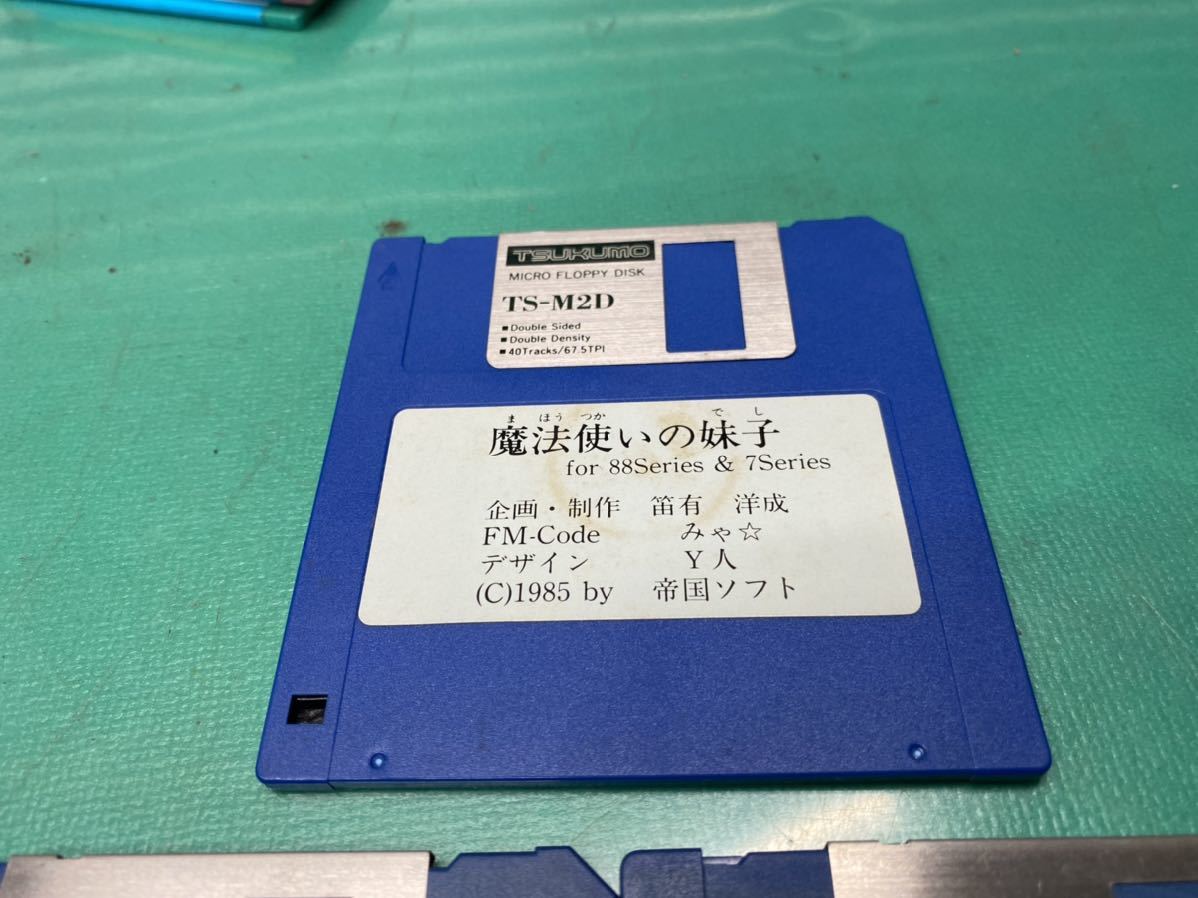 TSUKUMO
MICRO FLOPPY DISK
TS-M2D
■Double Sided
■Double Density
■40Tracks/67.5TPI
ま ほう つか で し
魔法使いの妹子
for 88Series & 7Series
企画・制作 笛有 洋成
FM-Code みゃ☆
デザイン Y人
(C)1985 by 帝国ソフト